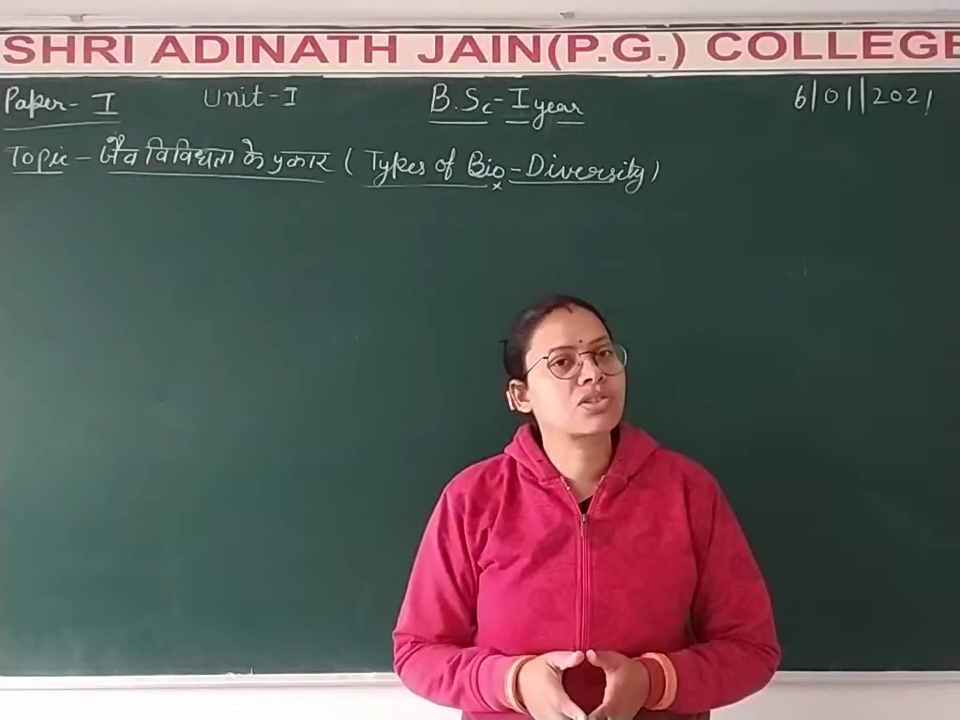 SHRI ADINATH JAIN(P.G.) COLLEGE
Paper - I Unit - I B.Sc - I year 6/01/2021
Topic - जैव विविधता के प्रकार ( Types of Bio - Diversity )